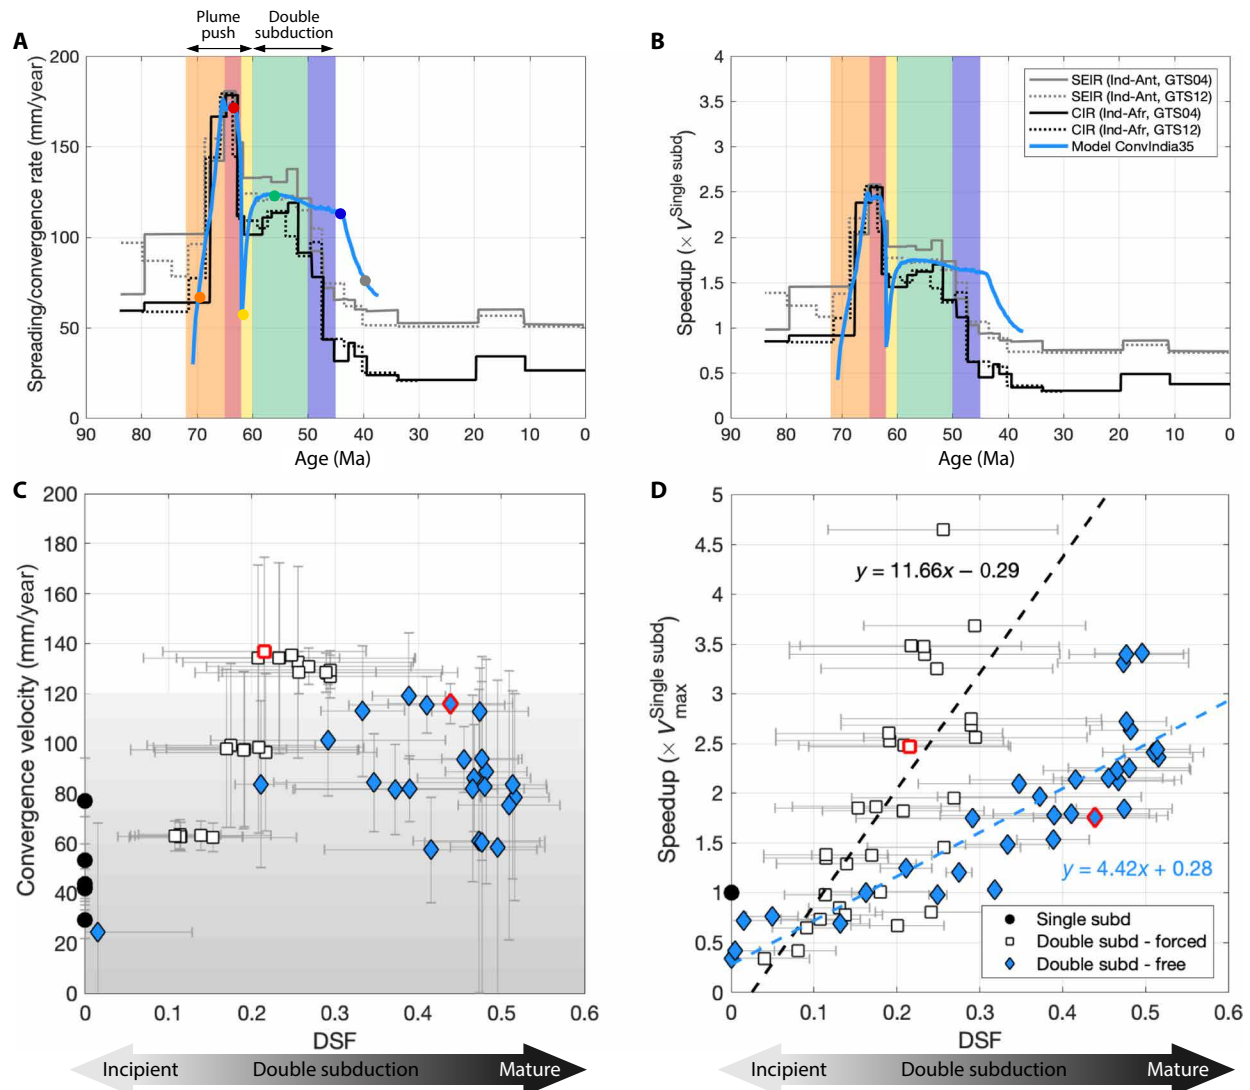 Plume push
Double subduction
A
Spreading/convergence rate (mm/year)
200
150
100
50
0
90 80 70 60 50 40 30 20 10 0
Age (Ma)
B
Speedup (× V^Single subd)
4
3.5
3
2.5
2
1.5
1
0.5
0
SEIR (Ind-Ant, GTS04)
SEIR (Ind-Ant, GTS12)
CIR (Ind-Afr, GTS04)
CIR (Ind-Afr, GTS12)
Model ConvIndia35
90 80 70 60 50 40 30 20 10 0
Age (Ma)
C
Convergence velocity (mm/year)
200
180
160
140
120
100
80
60
40
20
0
0 0.1 0.2 0.3 0.4 0.5 0.6
DSF
Incipient Double subduction Mature
D
Speedup (× V_max^Single subd)
5
4.5
4
3.5
3
2.5
2
1.5
1
0.5
0
y = 11.66x – 0.29
y = 4.42x + 0.28
Single subd
Double subd - forced
Double subd - free
0 0.1 0.2 0.3 0.4 0.5 0.6
DSF
Incipient Double subduction Mature